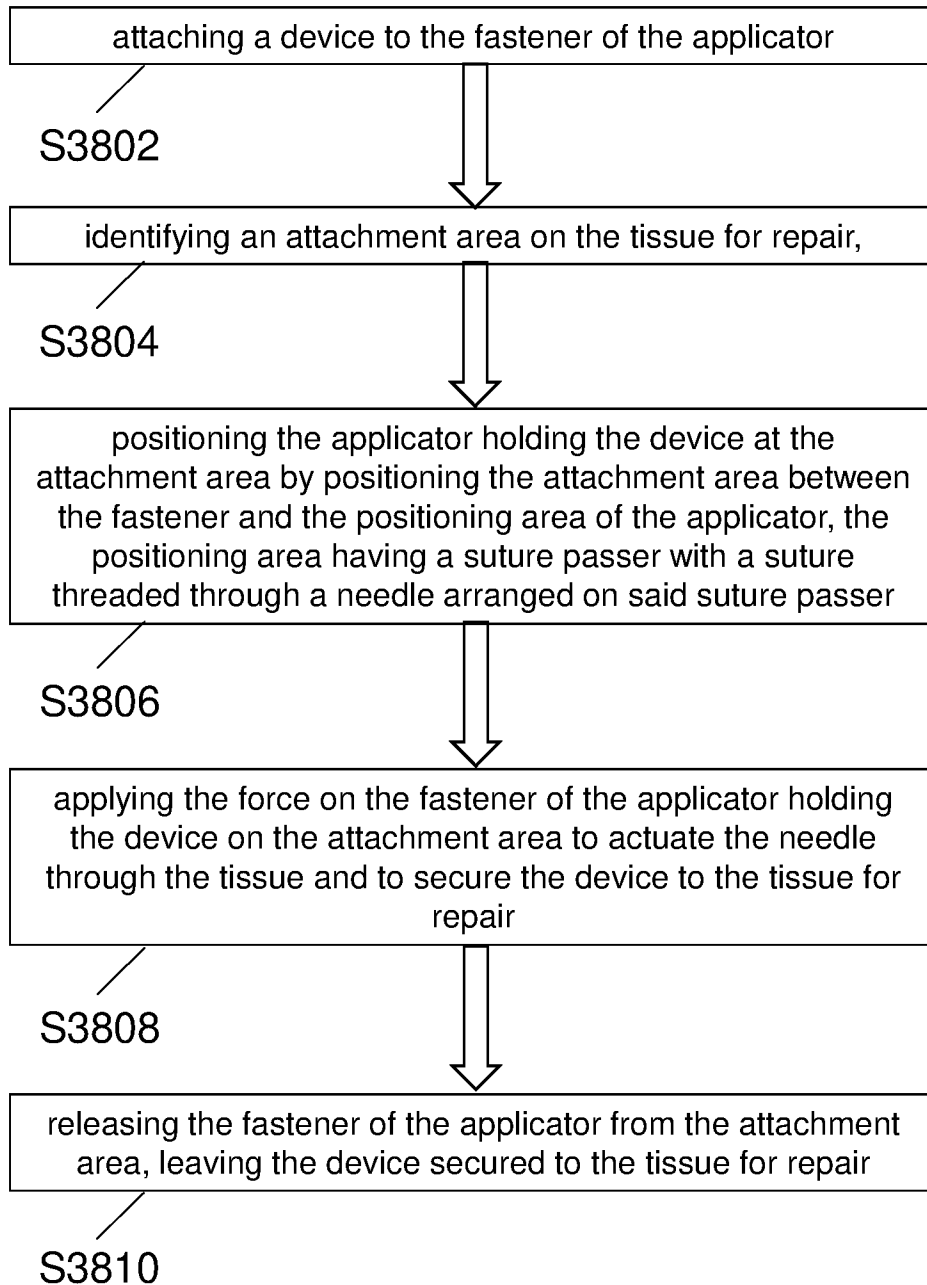 attaching a device to the fastener of the applicator
S3802
identifying an attachment area on the tissue for repair,
S3804
positioning the applicator holding the device at the
attachment area by positioning the attachment area between
the fastener and the positioning area of the applicator, the
positioning area having a suture passer with a suture
threaded through a needle arranged on said suture passer
S3806
applying the force on the fastener of the applicator holding
the device on the attachment area to actuate the needle
through the tissue and to secure the device to the tissue for
repair
S3808
releasing the fastener of the applicator from the attachment
area, leaving the device secured to the tissue for repair
S3810